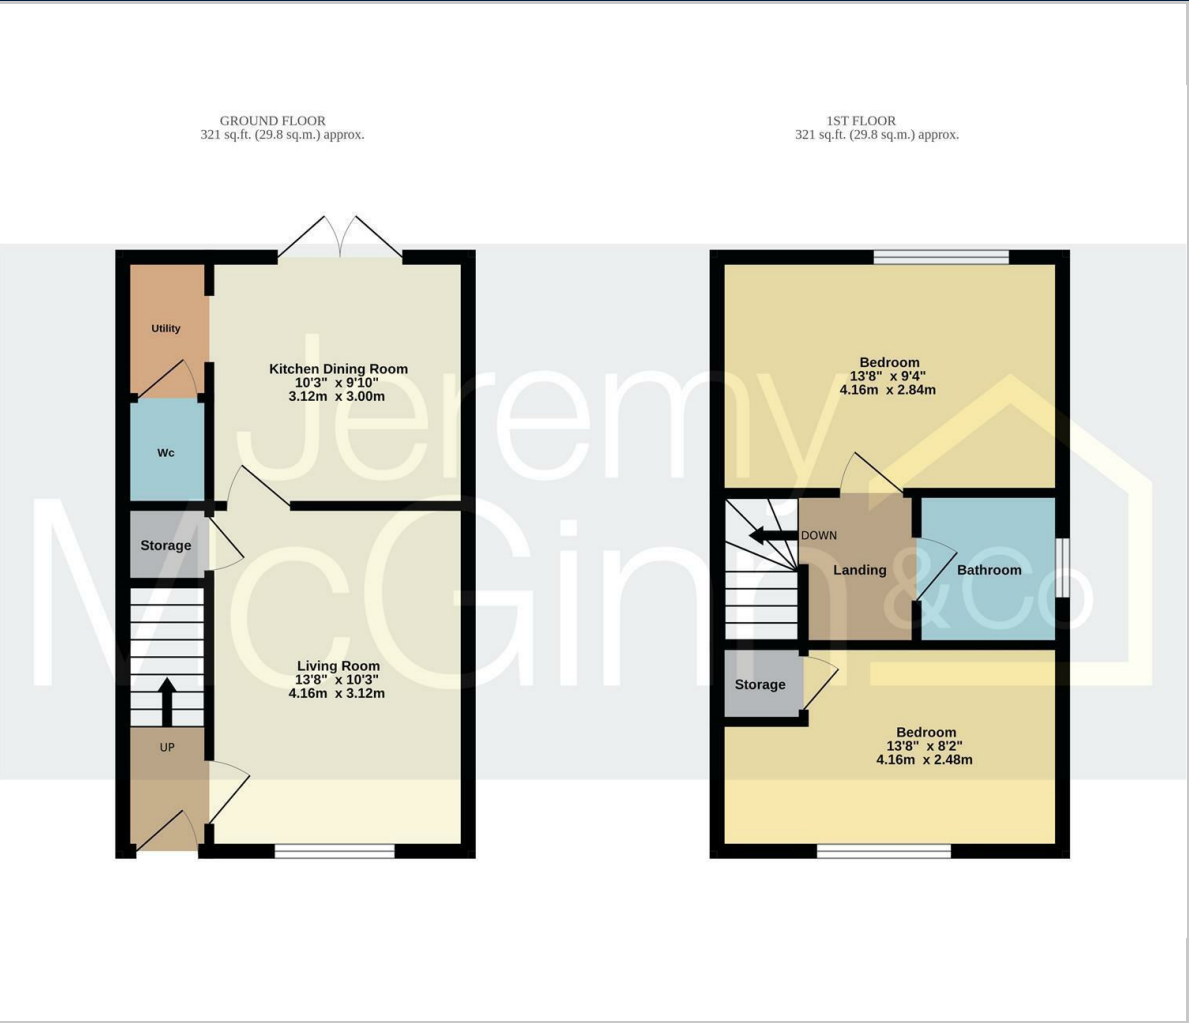 GROUND FLOOR
321 sq.ft. (29.8 sq.m.) approx.
1ST FLOOR
321 sq.ft. (29.8 sq.m.) approx.
Utility
Kitchen Dining Room
10'3" x 9'10"
3.12m x 3.00m
Wc
Storage
Living Room
13'8" x 10'3"
4.16m x 3.12m
UP
Bedroom
13'8" x 9'4"
4.16m x 2.84m
DOWN
Landing
Bathroom
Storage
Bedroom
13'8" x 8'2"
4.16m x 2.48m
Jeremy
McGinn &Co